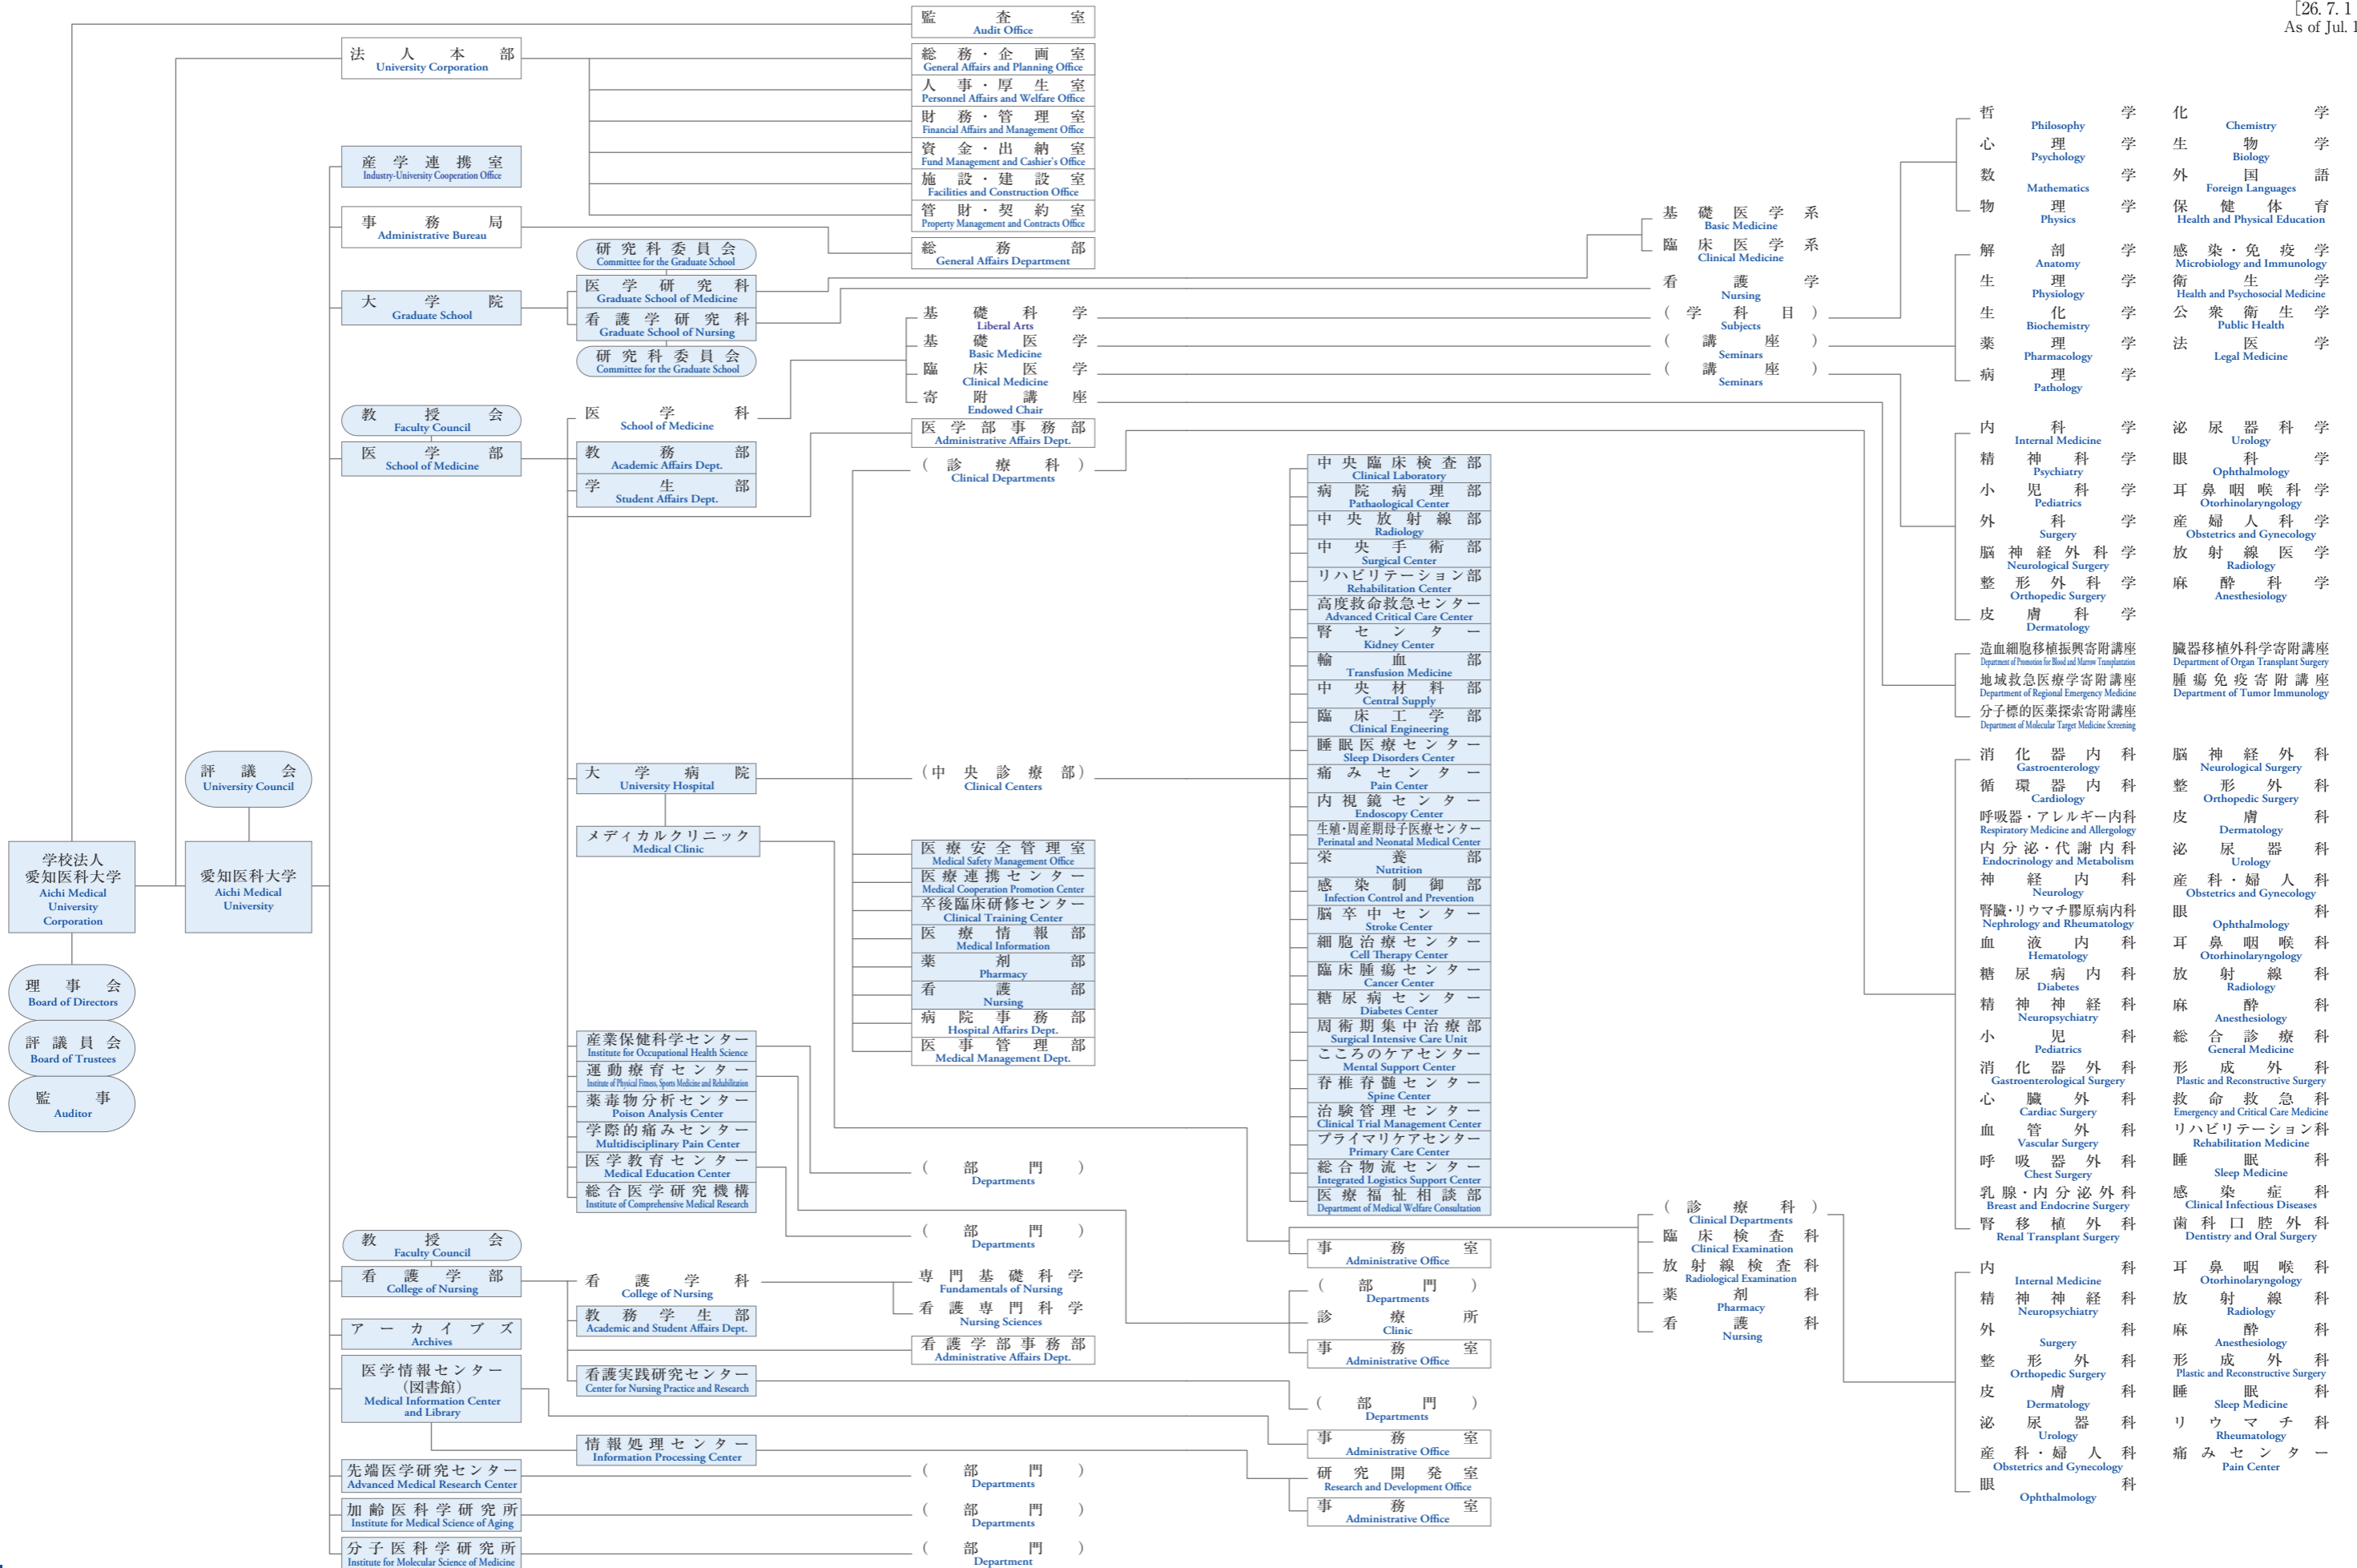 [26. 7. 1
As of Jul. 1
監査室
Audit Office
法人本部
University Corporation
総務・企画室
General Affairs and Planning Office
人事・厚生室
Personnel Affairs and Welfare Office
財務・管理室
Financial Affairs and Management Office
資金・出納室
Fund Management and Cashier's Office
施設・建設室
Facilities and Construction Office
管財・契約室
Property Management and Contracts Office
産学連携室
Industry-University Cooperation Office
事務局
Administrative Bureau
総務部
General Affairs Department
研究科委員会
Committee for the Graduate School
大学院
Graduate School
医学研究科
Graduate School of Medicine
看護学研究科
Graduate School of Nursing
研究科委員会
Committee for the Graduate School
基礎医学系
Basic Medicine
臨床医学系
Clinical Medicine
看護学
Nursing
教授会
Faculty Council
医学部
School of Medicine
医学科
School of Medicine
教務部
Academic Affairs Dept.
学生部
Student Affairs Dept.
基礎科学
Liberal Arts
基礎医学
Basic Medicine
臨床医学
Clinical Medicine
寄附講座
Endowed Chair
医学部事務部
Administrative Affairs Dept.
(学科目)
Subjects
(講座)
Seminars
(講座)
Seminars
哲学
Philosophy
心理学
Psychology
数学
Mathematics
物理学
Physics
化学
Chemistry
生物学
Biology
外国語
Foreign Languages
保健体育
Health and Physical Education
解剖学
Anatomy
生理学
Physiology
生化学
Biochemistry
薬理学
Pharmacology
病理学
Pathology
感染・免疫学
Microbiology and Immunology
衛生学
Health and Psychosocial Medicine
公衆衛生学
Public Health
法医学
Legal Medicine
内科学
Internal Medicine
精神科学
Psychiatry
小児科学
Pediatrics
外科学
Surgery
脳神経外科学
Neurological Surgery
整形外科学
Orthopedic Surgery
皮膚科学
Dermatology
泌尿器科学
Urology
眼科学
Ophthalmology
耳鼻咽喉科学
Otorhinolaryngology
産婦人科学
Obstetrics and Gynecology
放射線医学
Radiology
麻酔科学
Anesthesiology
造血細胞移植振興寄附講座
Department of Promotion for Blood and Marrow Transplantation
地域救急医療学寄附講座
Department of Regional Emergency Medicine
分子標的医薬探索寄附講座
Department of Molecular Target Medicine Screening
臓器移植外科学寄附講座
Department of Organ Transplant Surgery
腫瘍免疫寄附講座
Department of Tumor Immunology
学校法人
愛知医科大学
Aichi Medical
University
Corporation
理事会
Board of Directors
評議員会
Board of Trustees
監事
Auditor
評議会
University Council
愛知医科大学
Aichi Medical
University
大学病院
University Hospital
メディカルクリニック
Medical Clinic
(診療科)
Clinical Departments
(中央診療部)
Clinical Centers
医療安全管理室
Medical Safety Management Office
医療連携センター
Medical Cooperation Promotion Center
卒後臨床研修センター
Clinical Training Center
医療情報部
Medical Information
薬剤部
Pharmacy
看護部
Nursing
病院事務部
Hospital Affarirs Dept.
医事管理部
Medical Management Dept.
中央臨床検査部
Clinical Laboratory
病院病理部
Pathaological Center
中央放射線部
Radiology
中央手術部
Surgical Center
リハビリテーション部
Rehabilitation Center
高度救命救急センター
Advanced Critical Care Center
腎センター
Kidney Center
輸血部
Transfusion Medicine
中央材料部
Central Supply
臨床工学部
Clinical Engineering
睡眠医療センター
Sleep Disorders Center
痛みセンター
Pain Center
内視鏡センター
Endoscopy Center
生殖・周産期母子医療センター
Perinatal and Neonatal Medical Center
栄養部
Nutrition
感染制御部
Infection Control and Prevention
脳卒中センター
Stroke Center
細胞治療センター
Cell Therapy Center
臨床腫瘍センター
Cancer Center
糖尿病センター
Diabetes Center
周術期集中治療部
Surgical Intensive Care Unit
こころのケアセンター
Mental Support Center
脊椎脊髄センター
Spine Center
治験管理センター
Clinical Trial Management Center
プライマリケアセンター
Primary Care Center
総合物流センター
Integrated Logistics Support Center
医療福祉相談部
Department of Medical Welfare Consultation
消化器内科
Gastroenterology
循環器内科
Cardiology
呼吸器・アレルギー内科
Respiratory Medicine and Allergology
内分泌・代謝内科
Endocrinology and Metabolism
神経内科
Neurology
腎臓・リウマチ膠原病内科
Nephrology and Rheumatology
血液内科
Hematology
糖尿病内科
Diabetes
精神神経科
Neuropsychiatry
小児科
Pediatrics
消化器外科
Gastroenterological Surgery
心臓外科
Cardiac Surgery
血管外科
Vascular Surgery
呼吸器外科
Chest Surgery
乳腺・内分泌外科
Breast and Endocrine Surgery
腎移植外科
Renal Transplant Surgery
脳神経外科
Neurological Surgery
整形外科
Orthopedic Surgery
皮膚科
Dermatology
泌尿器科
Urology
産科・婦人科
Obstetrics and Gynecology
眼科
Ophthalmology
耳鼻咽喉科
Otorhinolaryngology
放射線科
Radiology
麻酔科
Anesthesiology
総合診療科
General Medicine
形成外科
Plastic and Reconstructive Surgery
救命救急科
Emergency and Critical Care Medicine
リハビリテーション科
Rehabilitation Medicine
睡眠科
Sleep Medicine
感染症科
Clinical Infectious Diseases
歯科口腔外科
Dentistry and Oral Surgery
産業保健科学センター
Institute for Occupational Health Science
運動療育センター
Institute of Physical Fitness, Sports Medicine and Rehabilitation
薬毒物分析センター
Poison Analysis Center
学際的痛みセンター
Multidisciplinary Pain Center
医学教育センター
Medical Education Center
総合医学研究機構
Institute of Comprehensive Medical Research
(部門)
Departments
(部門)
Departments
事務室
Administrative Office
(部門)
Departments
診療所
Clinic
事務室
Administrative Office
(診療科)
Clinical Departments
臨床検査科
Clinical Examination
放射線検査科
Radiological Examination
薬剤科
Pharmacy
看護科
Nursing
内科
Internal Medicine
精神神経科
Neuropsychiatry
外科
Surgery
整形外科
Orthopedic Surgery
皮膚科
Dermatology
泌尿器科
Urology
産科・婦人科
Obstetrics and Gynecology
眼科
Ophthalmology
耳鼻咽喉科
Otorhinolaryngology
放射線科
Radiology
麻酔科
Anesthesiology
形成外科
Plastic and Reconstructive Surgery
睡眠科
Sleep Medicine
リウマチ科
Rheumatology
痛みセンター
Pain Center
教授会
Faculty Council
看護学部
College of Nursing
看護学科
College of Nursing
教務学生部
Academic and Student Affairs Dept.
専門基礎科学
Fundamentals of Nursing
看護専門科学
Nursing Sciences
看護学部事務部
Administrative Affairs Dept.
看護実践研究センター
Center for Nursing Practice and Research
(部門)
Departments
アーカイブズ
Archives
医学情報センター
(図書館)
Medical Information Center
and Library
事務室
Administrative Office
情報処理センター
Information Processing Center
研究開発室
Research and Development Office
事務室
Administrative Office
先端医学研究センター
Advanced Medical Research Center
(部門)
Departments
加齢医科学研究所
Institute for Medical Science of Aging
(部門)
Departments
分子医科学研究所
Institute for Molecular Science of Medicine
(部門)
Department